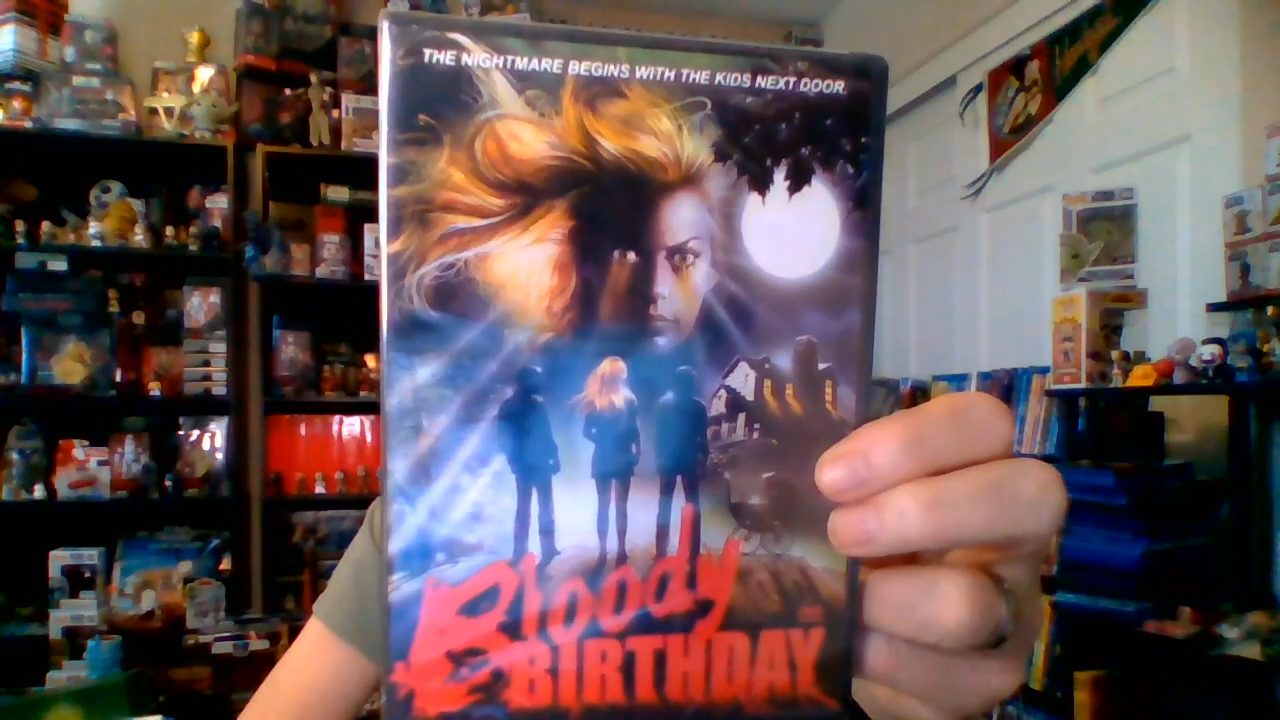 THE NIGHTMARE BEGINS WITH THE KIDS NEXT DOOR.
Bloody
BIRTHDAY